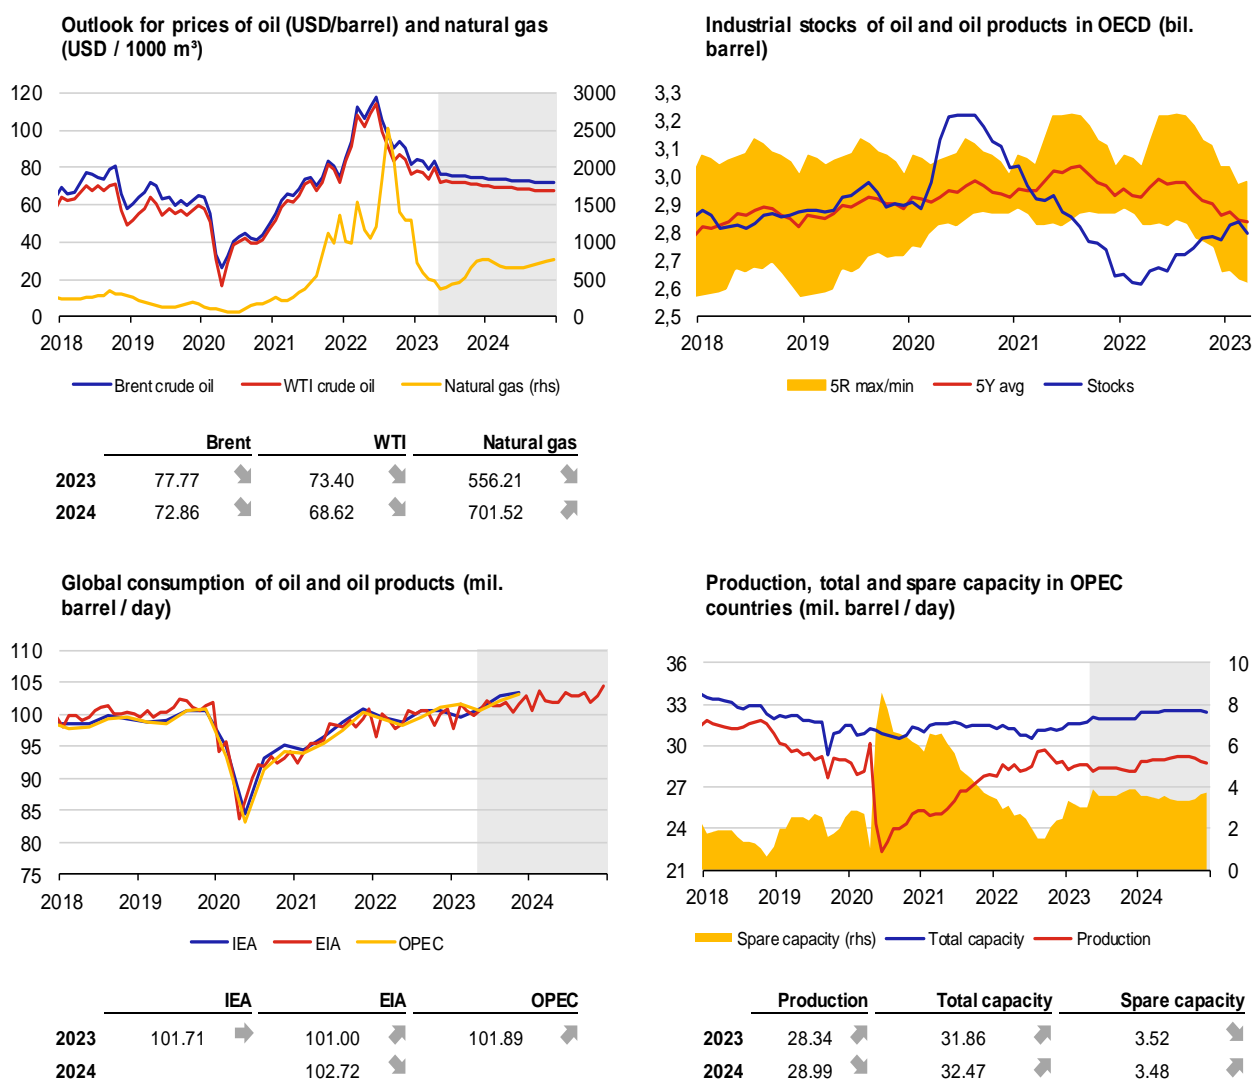 Outlook for prices of oil (USD/barrel) and natural gas
(USD / 1000 m³)
120
100
80
60
40
20
0
3000
2500
2000
1500
1000
500
0
2018 2019 2020 2021 2022 2023 2024
Brent crude oil WTI crude oil Natural gas (rhs)
Brent WTI Natural gas
2023 77.77 73.40 556.21
2024 72.86 68.62 701.52
Industrial stocks of oil and oil products in OECD (bil.
barrel)
3,3
3,2
3,1
3,0
2,9
2,8
2,7
2,6
2,5
2018 2019 2020 2021 2022 2023
5R max/min 5Y avg Stocks
Global consumption of oil and oil products (mil.
barrel / day)
110
105
100
95
90
85
80
75
2018 2019 2020 2021 2022 2023 2024
IEA EIA OPEC
IEA EIA OPEC
2023 101.71 101.00 101.89
2024 102.72
Production, total and spare capacity in OPEC
countries (mil. barrel / day)
36
33
30
27
24
21
10
8
6
4
2
0
2018 2019 2020 2021 2022 2023 2024
Spare capacity (rhs) Total capacity Production
Production Total capacity Spare capacity
2023 28.34 31.86 3.52
2024 28.99 32.47 3.48